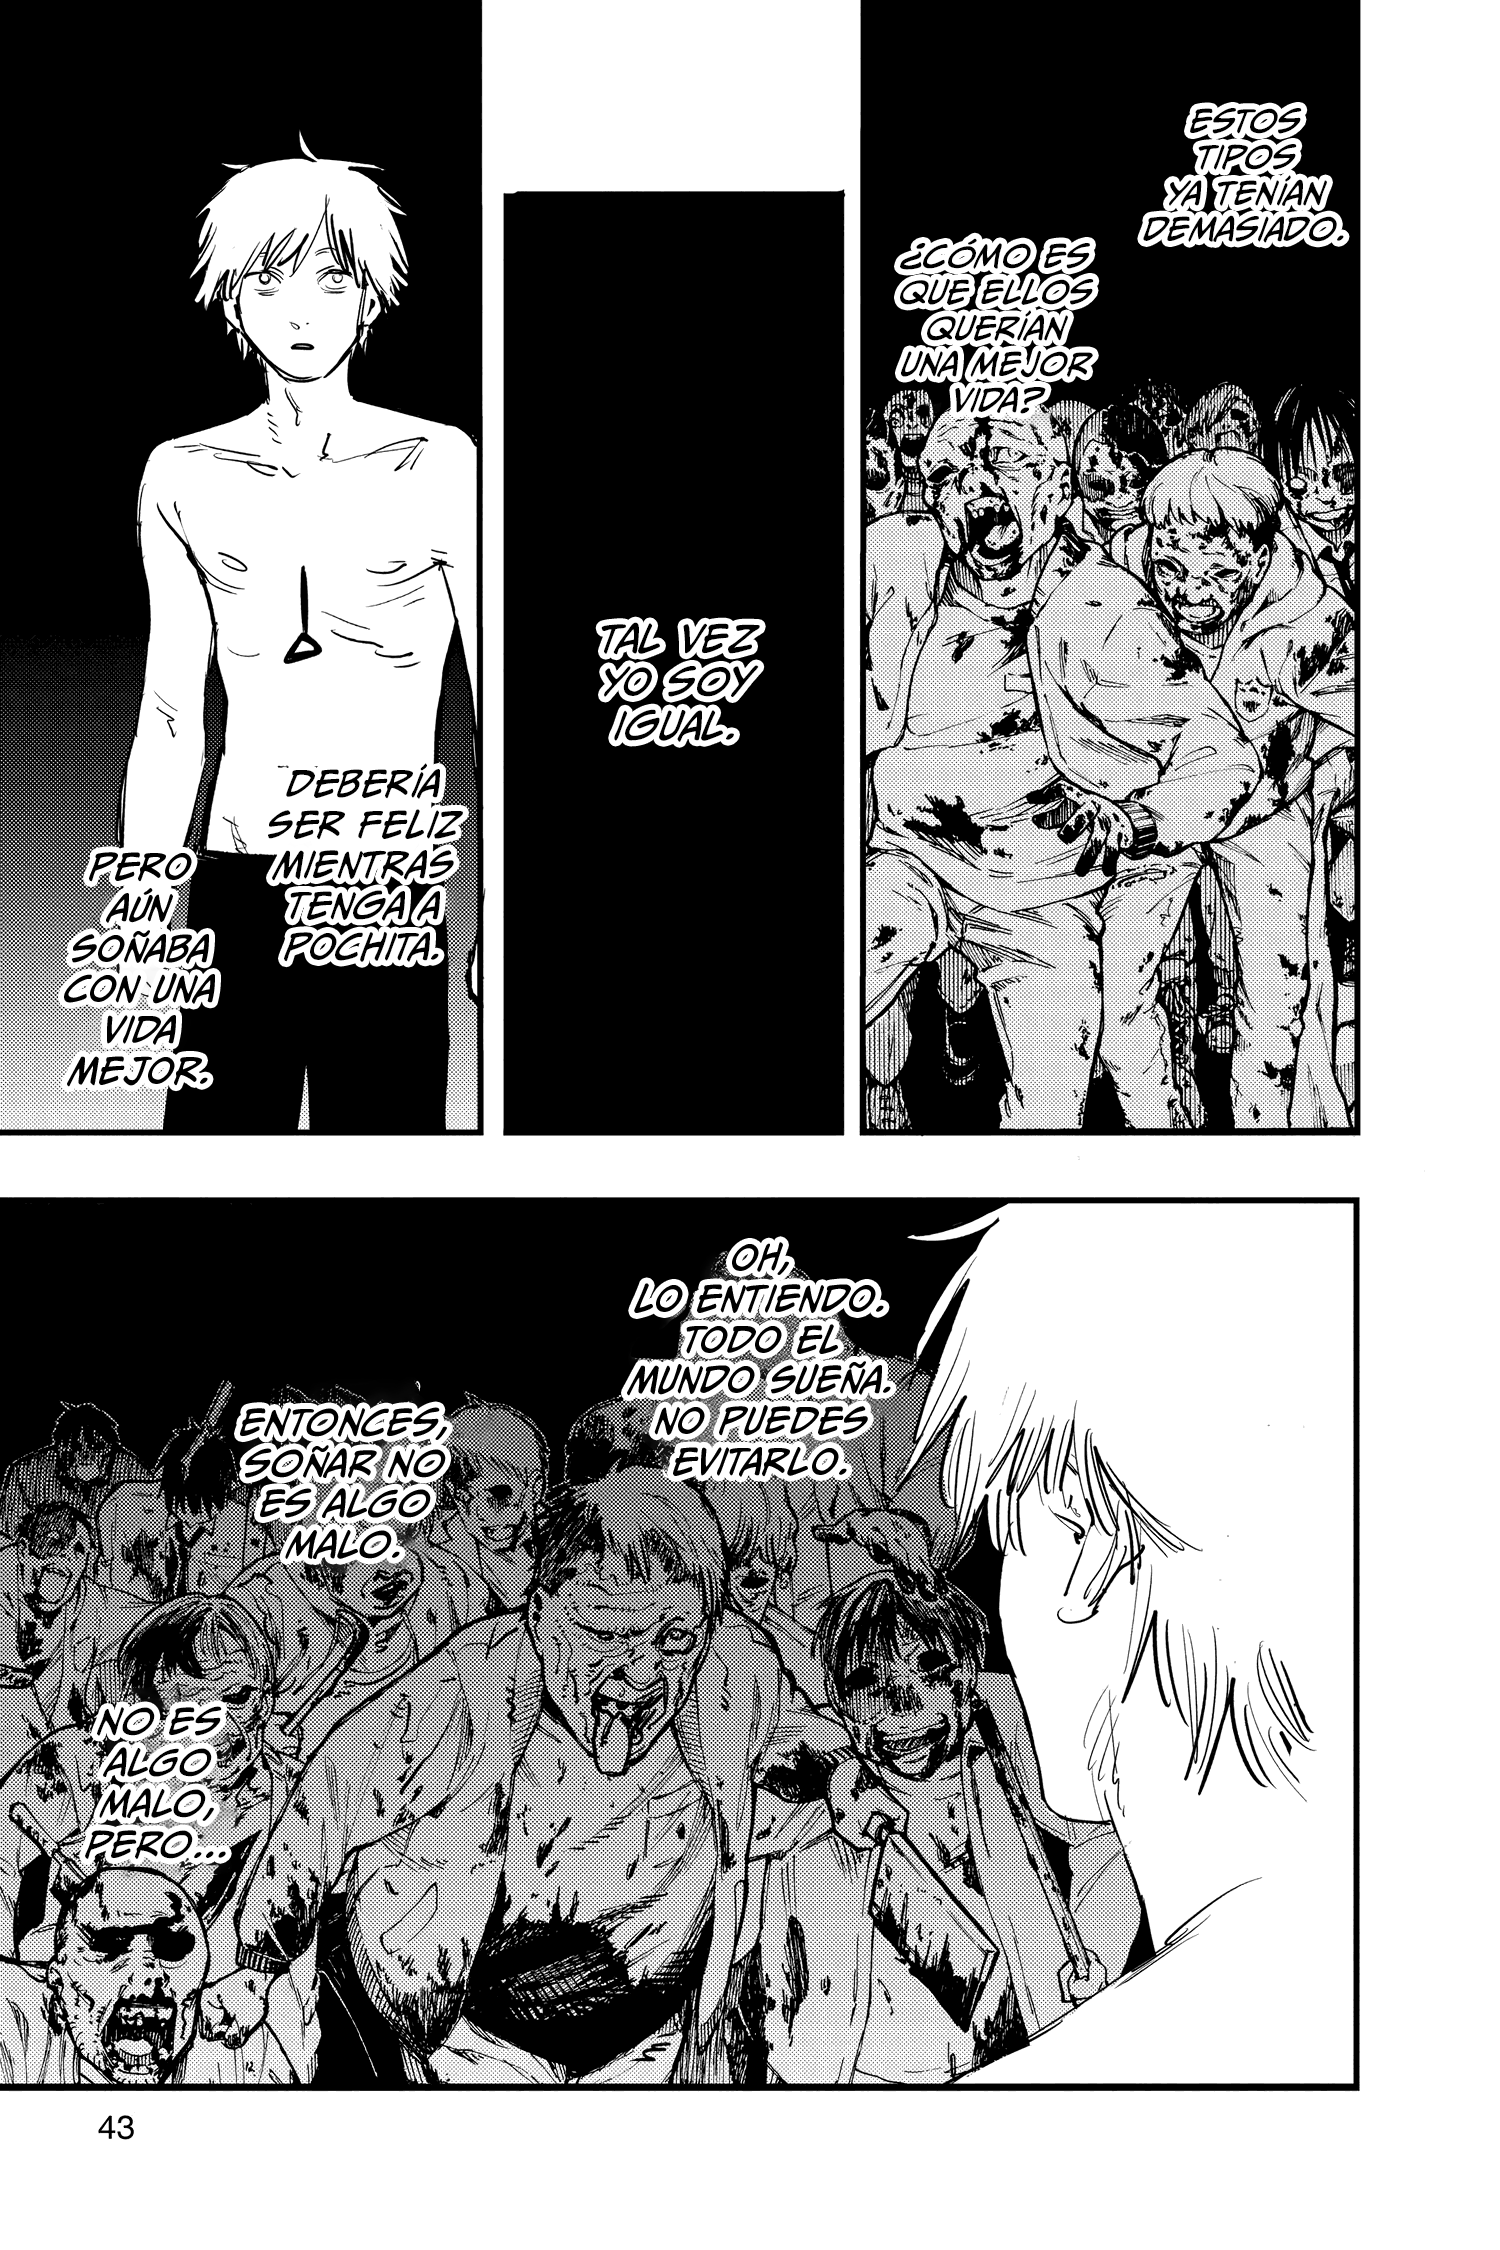 ESTOS
TIPOS
YA TENÍAN
DEMASIADO.
¿CÓMO ES
QUE ELLOS
QUERÍAN
UNA MEJOR
VIDA?
TAL VEZ
YO SOY
IGUAL.
DEBERÍA
SER FELIZ
MIENTRAS
TENGA A
POCHITA.
PERO
AÚN
SOÑABA
CON UNA
VIDA
MEJOR.
OH,
LO ENTIENDO.
TODO EL
MUNDO SUEÑA.
NO PUEDES
EVITARLO.
ENTONCES,
SOÑAR NO
ES ALGO
MALO.
NO ES
ALGO
MALO,
PERO...
43